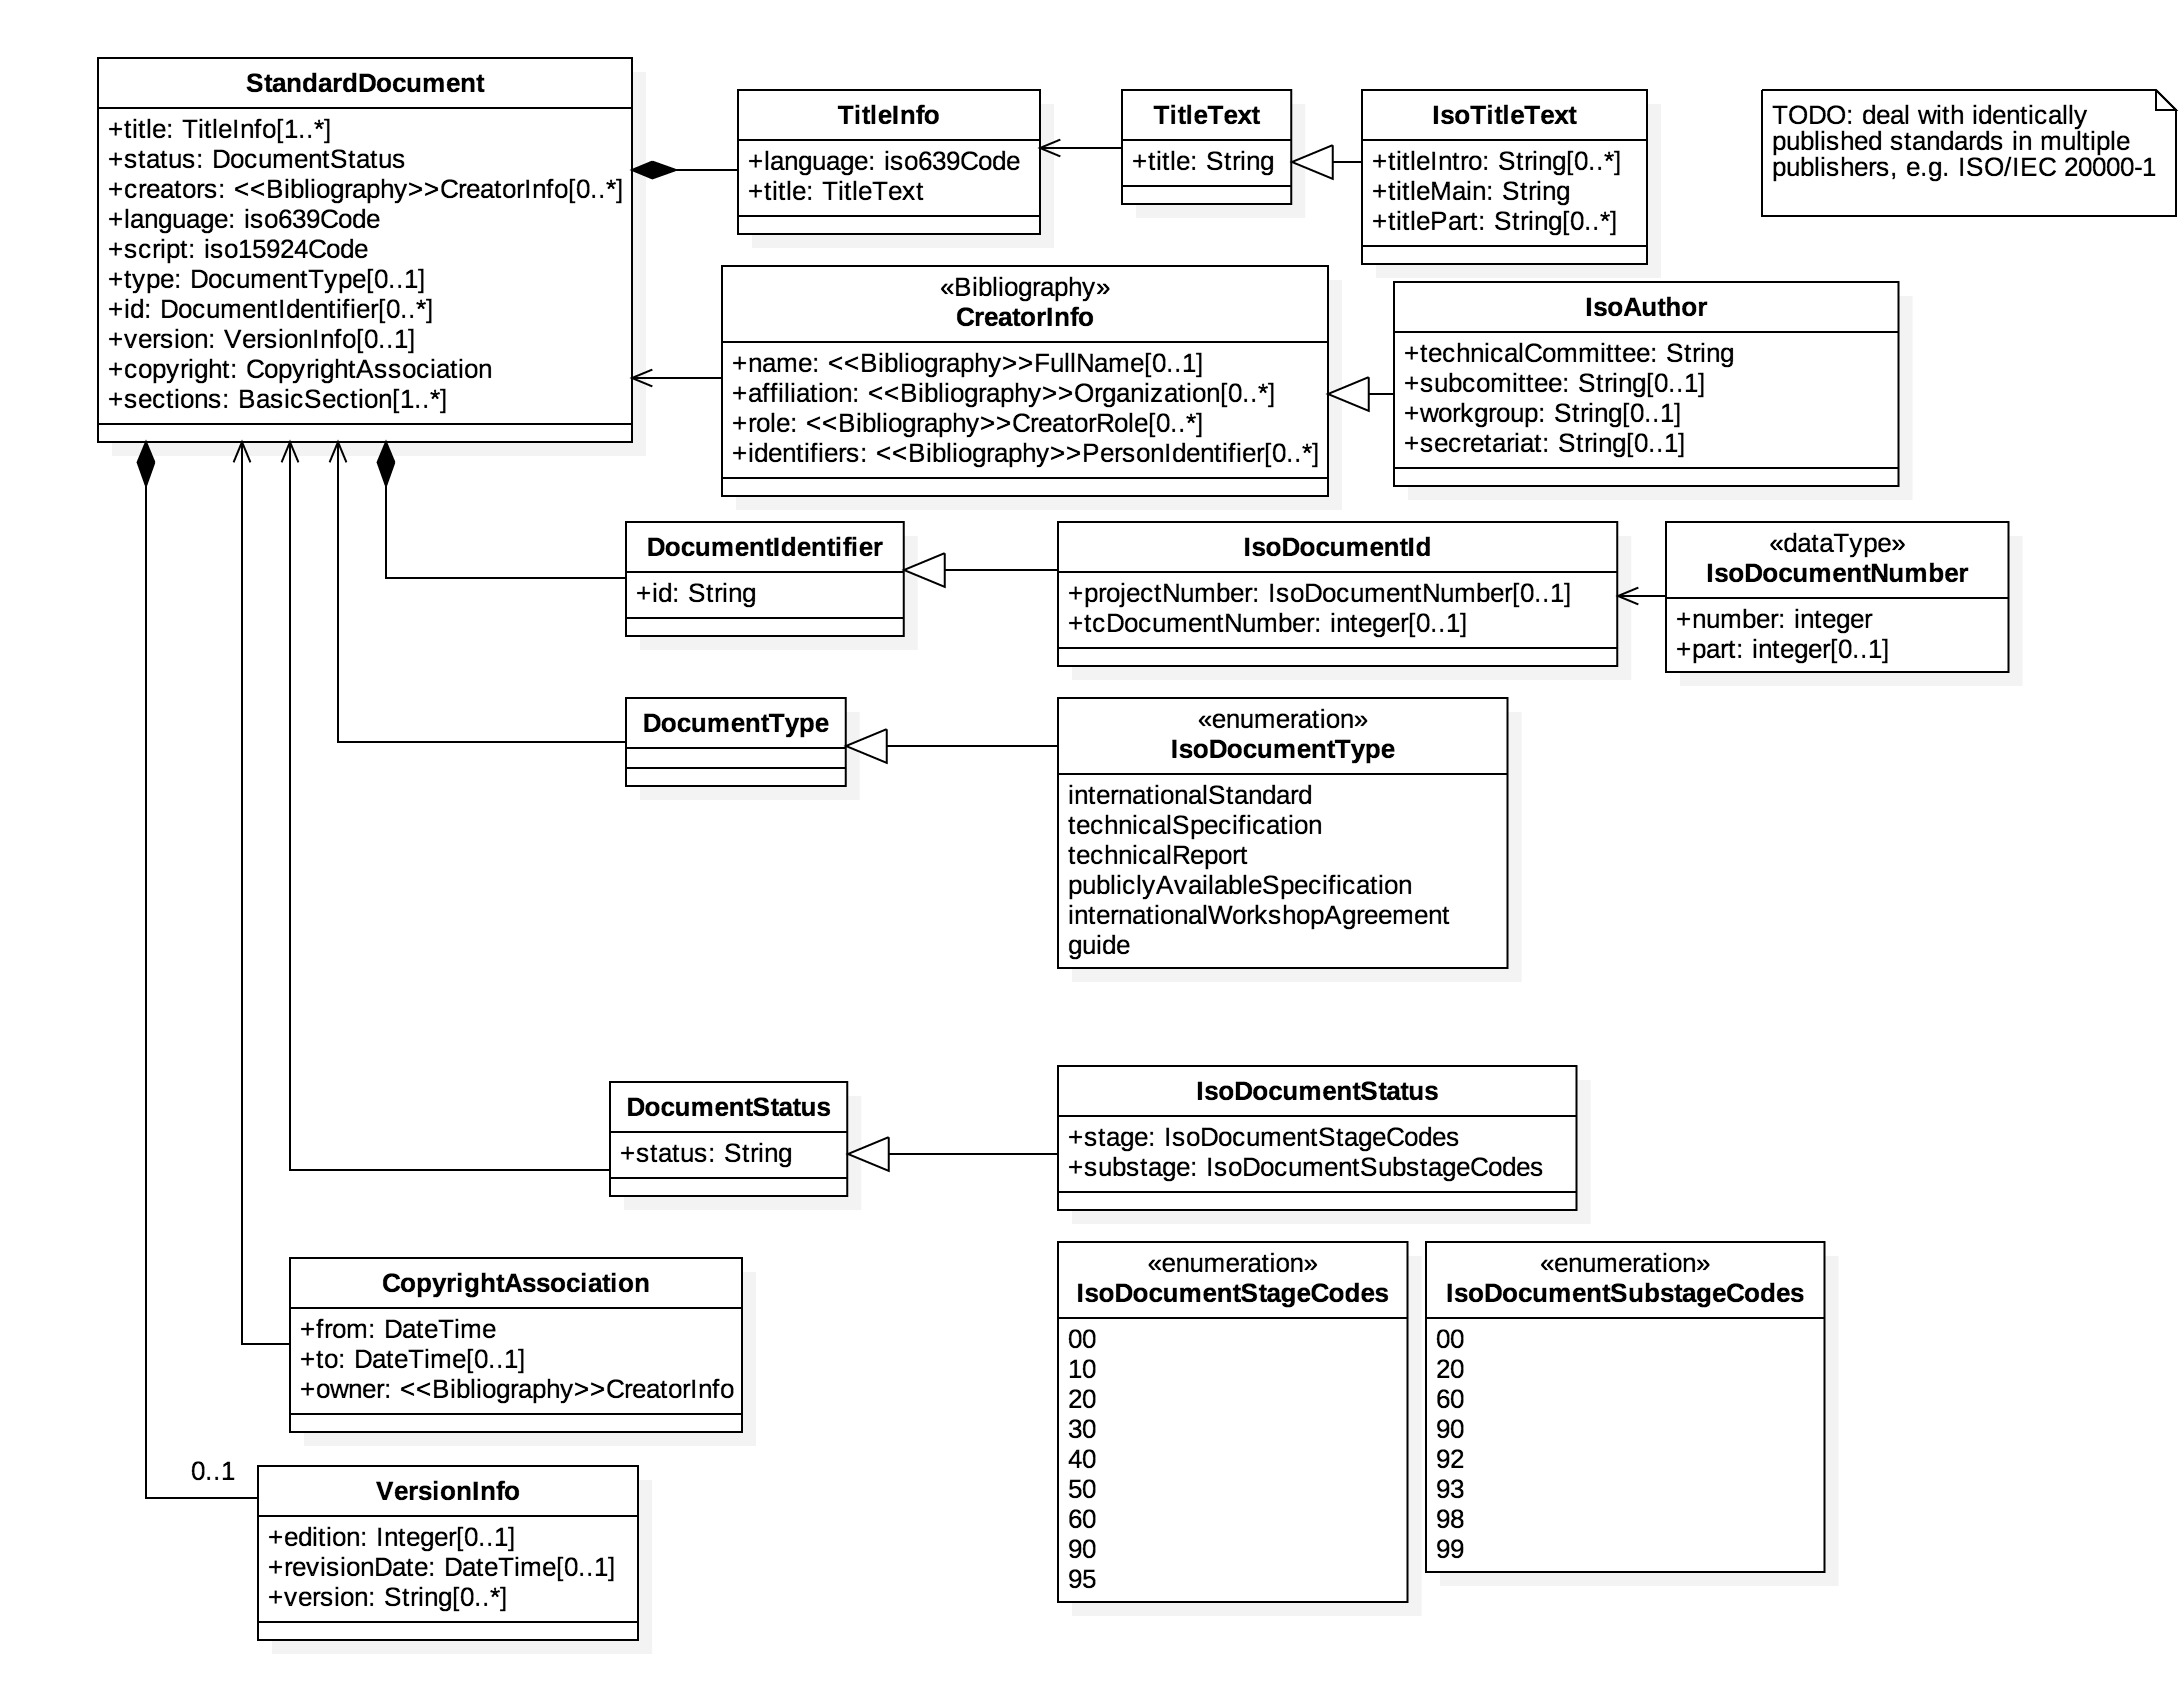 StandardDocument
+title: TitleInfo[1..*]
+status: DocumentStatus
+creators: <<Bibliography>>CreatorInfo[0..*]
+language: iso639Code
+script: iso15924Code
+type: DocumentType[0..1]
+id: DocumentIdentifier[0..*]
+version: VersionInfo[0..1]
+copyright: CopyrightAssociation
+sections: BasicSection[1..*]
TitleInfo
+language: iso639Code
+title: TitleText
TitleText
+title: String
IsoTitleText
+titleIntro: String[0..*]
+titleMain: String
+titlePart: String[0..*]
TODO: deal with identically
published standards in multiple
publishers, e.g. ISO/IEC 20000-1
«Bibliography»
CreatorInfo
+name: <<Bibliography>>FullName[0..1]
+affiliation: <<Bibliography>>Organization[0..*]
+role: <<Bibliography>>CreatorRole[0..*]
+identifiers: <<Bibliography>>PersonIdentifier[0..*]
IsoAuthor
+technicalCommittee: String
+subcomittee: String[0..1]
+workgroup: String[0..1]
+secretariat: String[0..1]
DocumentIdentifier
+id: String
IsoDocumentId
+projectNumber: IsoDocumentNumber[0..1]
+tcDocumentNumber: integer[0..1]
«dataType»
IsoDocumentNumber
+number: integer
+part: integer[0..1]
DocumentType
«enumeration»
IsoDocumentType
internationalStandard
technicalSpecification
technicalReport
publiclyAvailableSpecification
internationalWorkshopAgreement
guide
DocumentStatus
+status: String
IsoDocumentStatus
+stage: IsoDocumentStageCodes
+substage: IsoDocumentSubstageCodes
CopyrightAssociation
+from: DateTime
+to: DateTime[0..1]
+owner: <<Bibliography>>CreatorInfo
«enumeration»
IsoDocumentStageCodes
00
10
20
30
40
50
60
90
95
«enumeration»
IsoDocumentSubstageCodes
00
20
60
90
92
93
98
99
0..1
VersionInfo
+edition: Integer[0..1]
+revisionDate: DateTime[0..1]
+version: String[0..*]